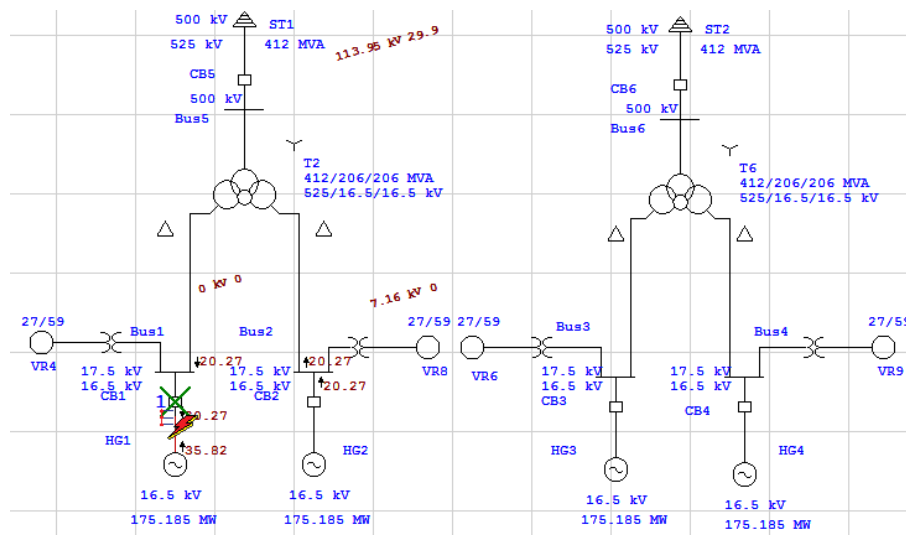 500 kV
ST1
525 kV
412 MVA
113.95 kV 29.9
CB5
500 kV
Bus5
T2
412/206/206 MVA
525/16.5/16.5 kV
0 kV 0
7.16 kV 0
27/59
VR4
Bus1
17.5 kV
16.5 kV
CB1
20.27
1
HG1
35.82
16.5 kV
175.185 MW
Bus2
17.5 kV
16.5 kV
CB2
20.27
20.27
27/59
VR8
HG2
16.5 kV
175.185 MW
500 kV
ST2
525 kV
412 MVA
CB6
500 kV
Bus6
T6
412/206/206 MVA
525/16.5/16.5 kV
27/59
VR6
Bus3
17.5 kV
16.5 kV
CB3
HG3
16.5 kV
175.185 MW
Bus4
17.5 kV
16.5 kV
CB4
27/59
VR9
HG4
16.5 kV
175.185 MW